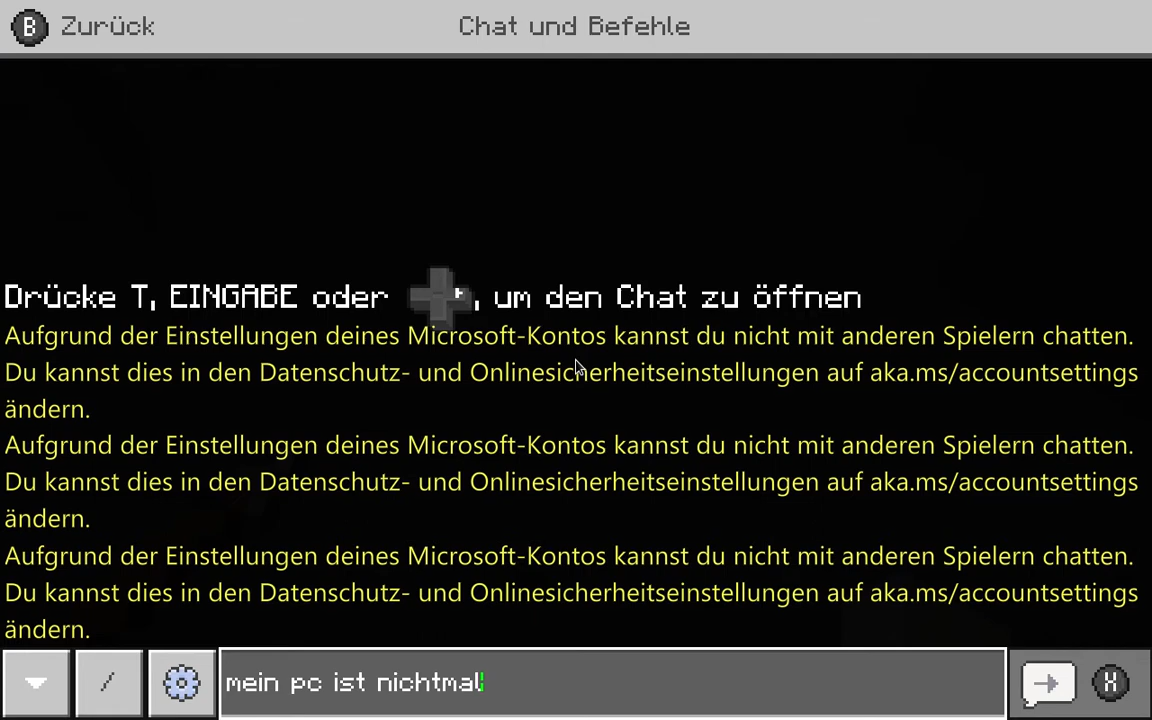 B Zurück Chat und Befehle
Drücke T, EINGABE oder , um den Chat zu öffnen
Aufgrund der Einstellungen deines Microsoft-Kontos kannst du nicht mit anderen Spielern chatten.
Du kannst dies in den Datenschutz- und Onlinesicherheitseinstellungen auf aka.ms/accountsettings
ändern.
Aufgrund der Einstellungen deines Microsoft-Kontos kannst du nicht mit anderen Spielern chatten.
Du kannst dies in den Datenschutz- und Onlinesicherheitseinstellungen auf aka.ms/accountsettings
ändern.
Aufgrund der Einstellungen deines Microsoft-Kontos kannst du nicht mit anderen Spielern chatten.
Du kannst dies in den Datenschutz- und Onlinesicherheitseinstellungen auf aka.ms/accountsettings
ändern.
/ mein pc ist nichtmal X